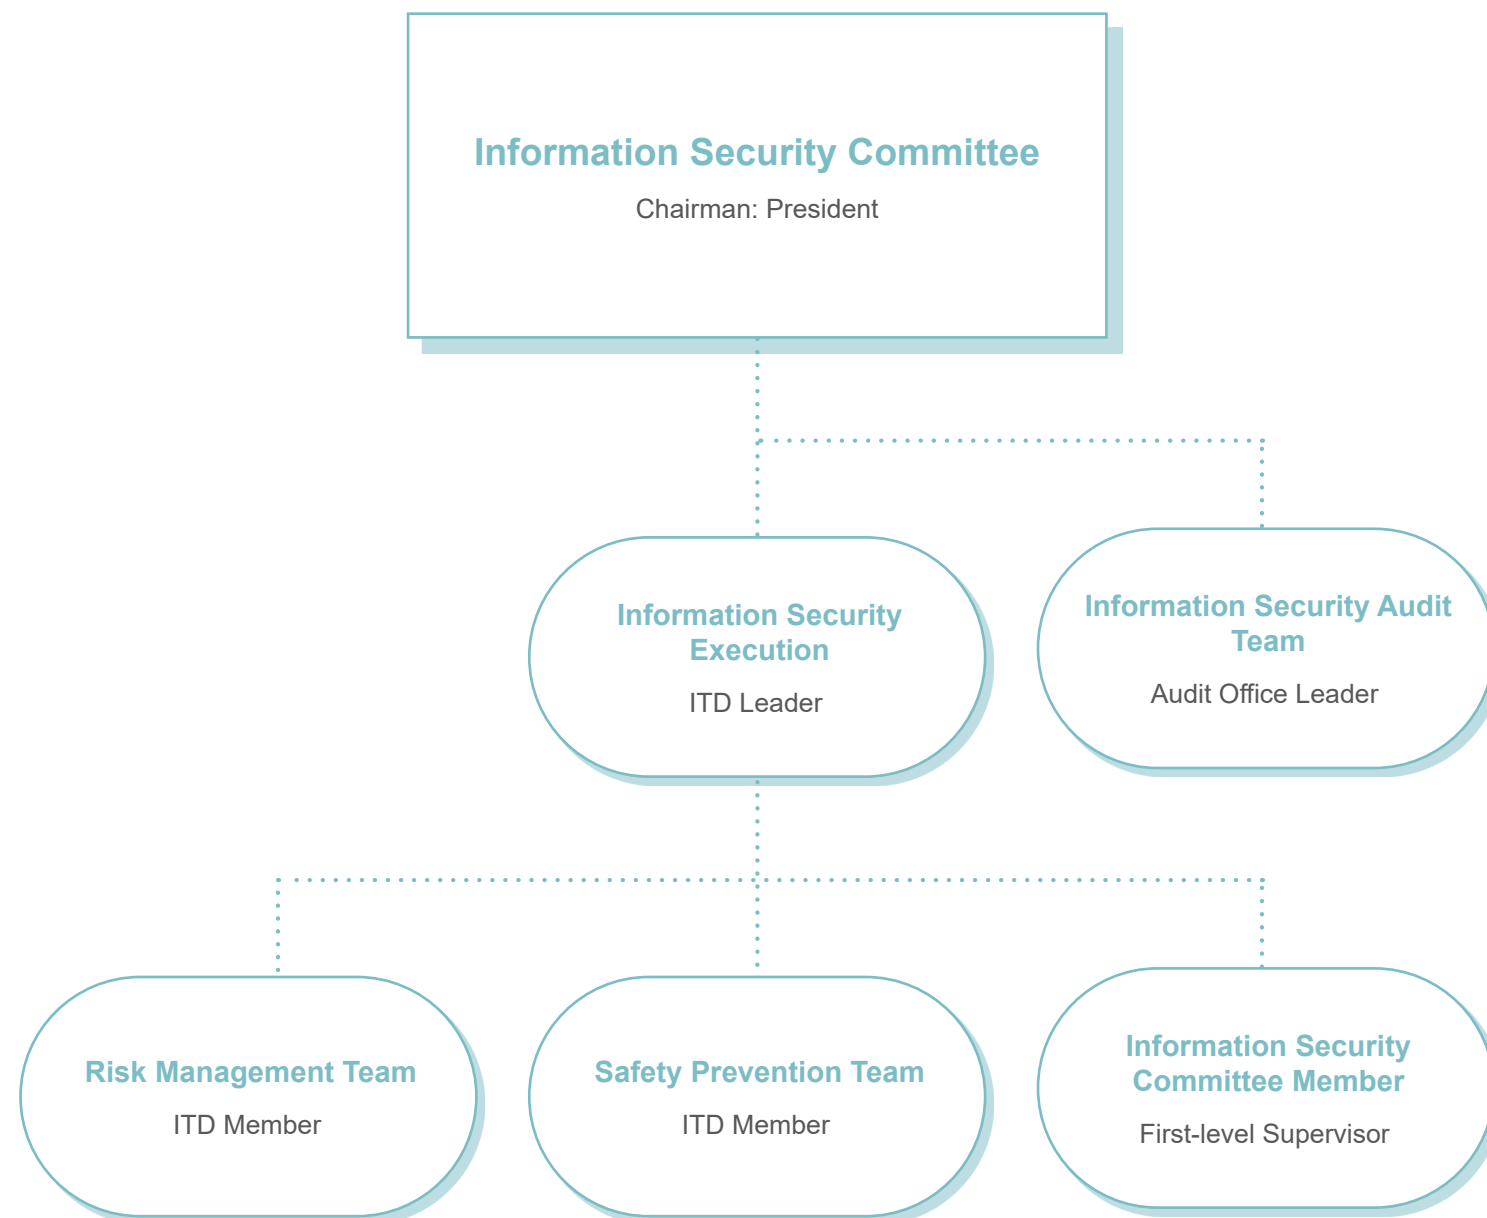 Information Security Committee
Chairman: President
Information Security
Execution
ITD Leader
Information Security Audit
Team
Audit Office Leader
Risk Management Team
ITD Member
Safety Prevention Team
ITD Member
Information Security
Committee Member
First-level Supervisor